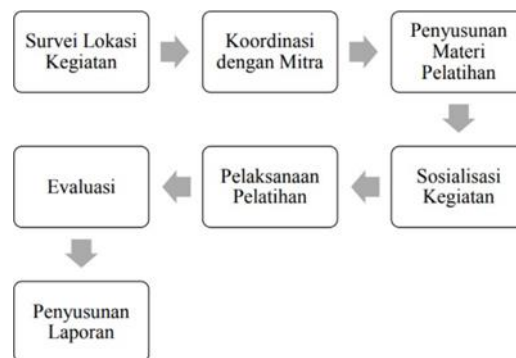 Survei Lokasi
Kegiatan
Koordinasi
dengan Mitra
Penyusunan
Materi
Pelatihan
Sosialisasi
Kegiatan
Pelaksanaan
Pelatihan
Evaluasi
Penyusunan
Laporan